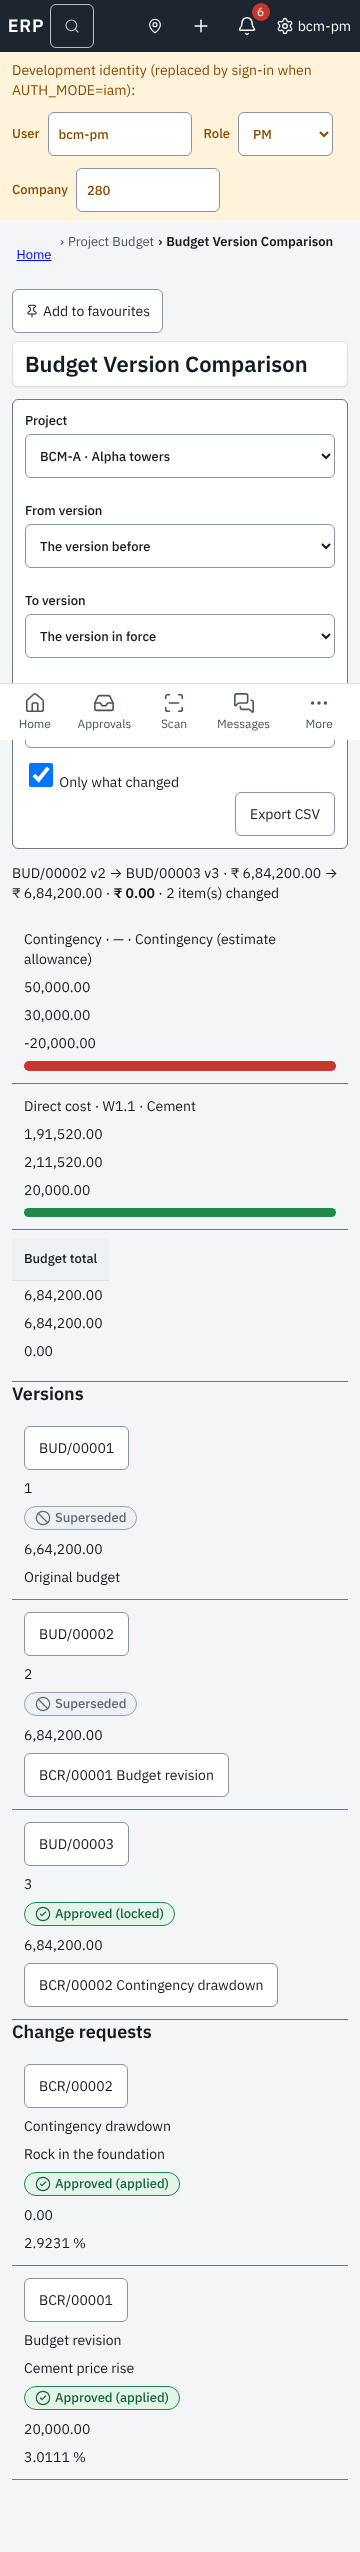 ERP
6
bcm-pm
Development identity (replaced by sign-in when
AUTH_MODE=iam):
User bcm-pm Role PM
Company 280
Home › Project Budget › Budget Version Comparison
Add to favourites
Budget Version Comparison
Project
BCM-A · Alpha towers
From version
The version before
To version
The version in force
Home Approvals Scan Messages More
Only what changed
Export CSV
BUD/00002 v2 → BUD/00003 v3 · ₹ 6,84,200.00 →
₹ 6,84,200.00 · ₹ 0.00 · 2 item(s) changed
Contingency · — · Contingency (estimate
allowance)
50,000.00
30,000.00
-20,000.00
Direct cost · W1.1 · Cement
1,91,520.00
2,11,520.00
20,000.00
Budget total
6,84,200.00
6,84,200.00
0.00
Versions
BUD/00001
1
Superseded
6,64,200.00
Original budget
BUD/00002
2
Superseded
6,84,200.00
BCR/00001 Budget revision
BUD/00003
3
Approved (locked)
6,84,200.00
BCR/00002 Contingency drawdown
Change requests
BCR/00002
Contingency drawdown
Rock in the foundation
Approved (applied)
0.00
2.9231 %
BCR/00001
Budget revision
Cement price rise
Approved (applied)
20,000.00
3.0111 %